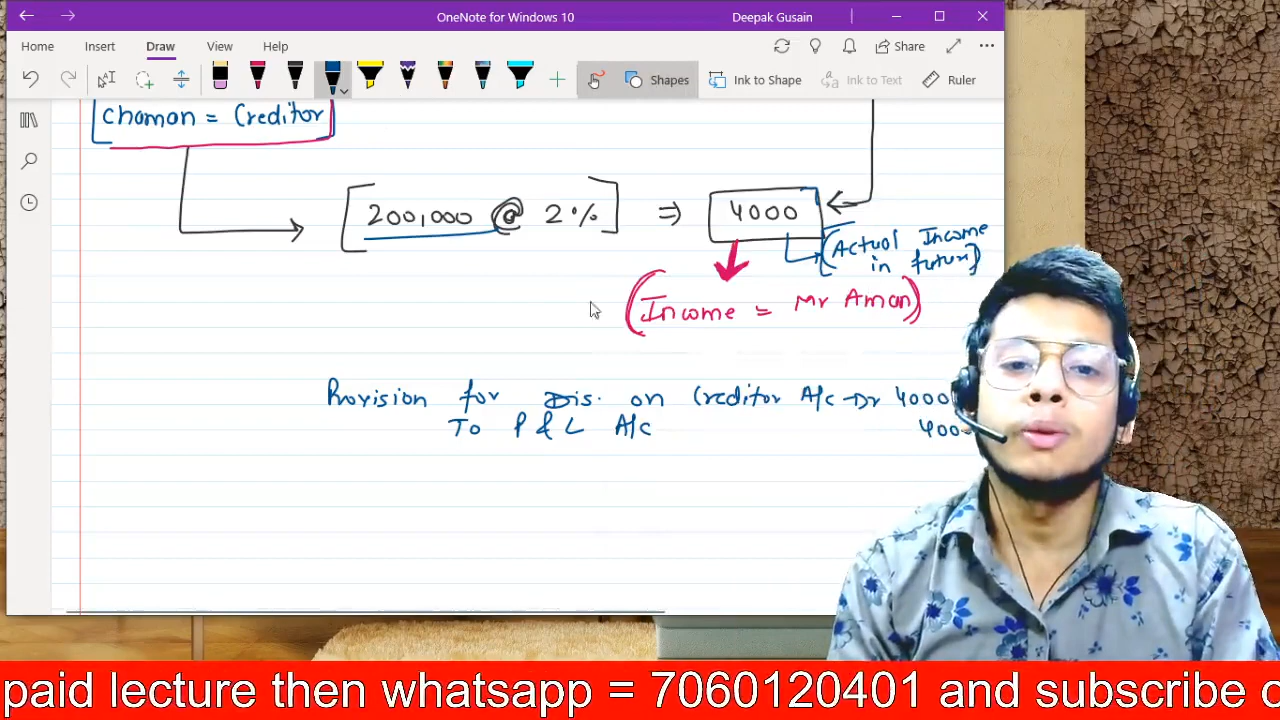 OneNote for Windows 10
Deepak Gusain
Home Insert Draw View Help
Share
Shapes Ink to Shape Ink to Text Ruler
Chaman = Creditor
[200,000 @ 2%] ⇒ 4000
(Actual Income
in future)
(Income = Mr Aman)
Provision for Dis. on Creditor A/c Dr 4000
To P & L A/c 400
paid lecture then whatsapp = 7060120401 and subscribe